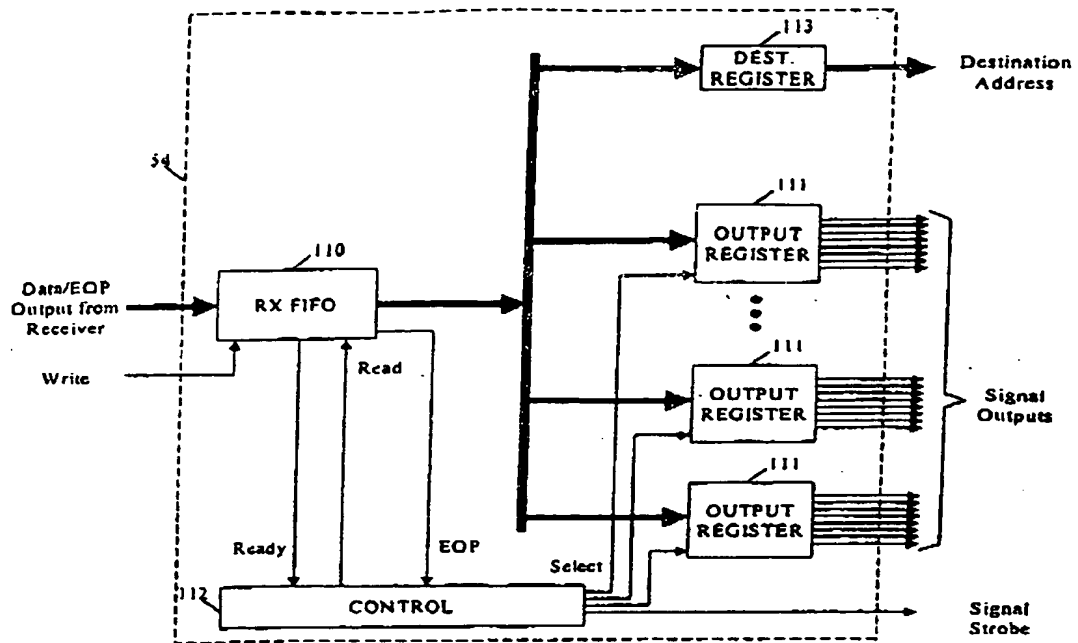 113
DEST.
REGISTER
Destination
Address
54
111
OUTPUT
REGISTER
110
RX FIFO
Data/EOP
Output from
Receiver
Write
Read
111
OUTPUT
REGISTER
Signal
Outputs
111
OUTPUT
REGISTER
Ready
EOP
Select
112
CONTROL
Signal
Strobe